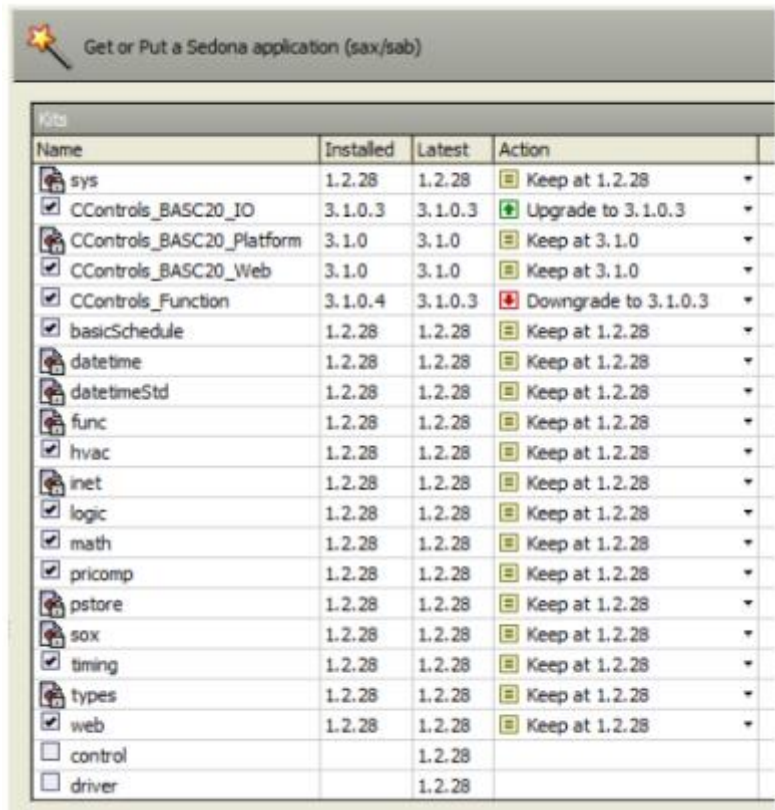 Get or Put a Sedona application (sax/sab)
Kits
Name Installed Latest Action
sys 1.2.28 1.2.28 Keep at 1.2.28
CControls_BASC20_IO 3.1.0.3 3.1.0.3 Upgrade to 3.1.0.3
CControls_BASC20_Platform 3.1.0 3.1.0 Keep at 3.1.0
CControls_BASC20_Web 3.1.0 3.1.0 Keep at 3.1.0
CControls_Function 3.1.0.4 3.1.0.3 Downgrade to 3.1.0.3
basicSchedule 1.2.28 1.2.28 Keep at 1.2.28
datetime 1.2.28 1.2.28 Keep at 1.2.28
datetimeStd 1.2.28 1.2.28 Keep at 1.2.28
func 1.2.28 1.2.28 Keep at 1.2.28
hvac 1.2.28 1.2.28 Keep at 1.2.28
inet 1.2.28 1.2.28 Keep at 1.2.28
logic 1.2.28 1.2.28 Keep at 1.2.28
math 1.2.28 1.2.28 Keep at 1.2.28
pricomp 1.2.28 1.2.28 Keep at 1.2.28
pstore 1.2.28 1.2.28 Keep at 1.2.28
sox 1.2.28 1.2.28 Keep at 1.2.28
timing 1.2.28 1.2.28 Keep at 1.2.28
types 1.2.28 1.2.28 Keep at 1.2.28
web 1.2.28 1.2.28 Keep at 1.2.28
control 1.2.28
driver 1.2.28